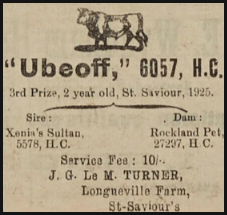 "Ubeoff," 6057, H.C.
3rd Prize, 2 year old, St. Saviour, 1925.
Sire : Dam :
Xenia's Sultan, Rockland Pet,
5578, H.C. 27297, H.C.
Service Fee : 10/-
J. G. Le M. TURNER,
Longueville Farm,
St-Saviour's